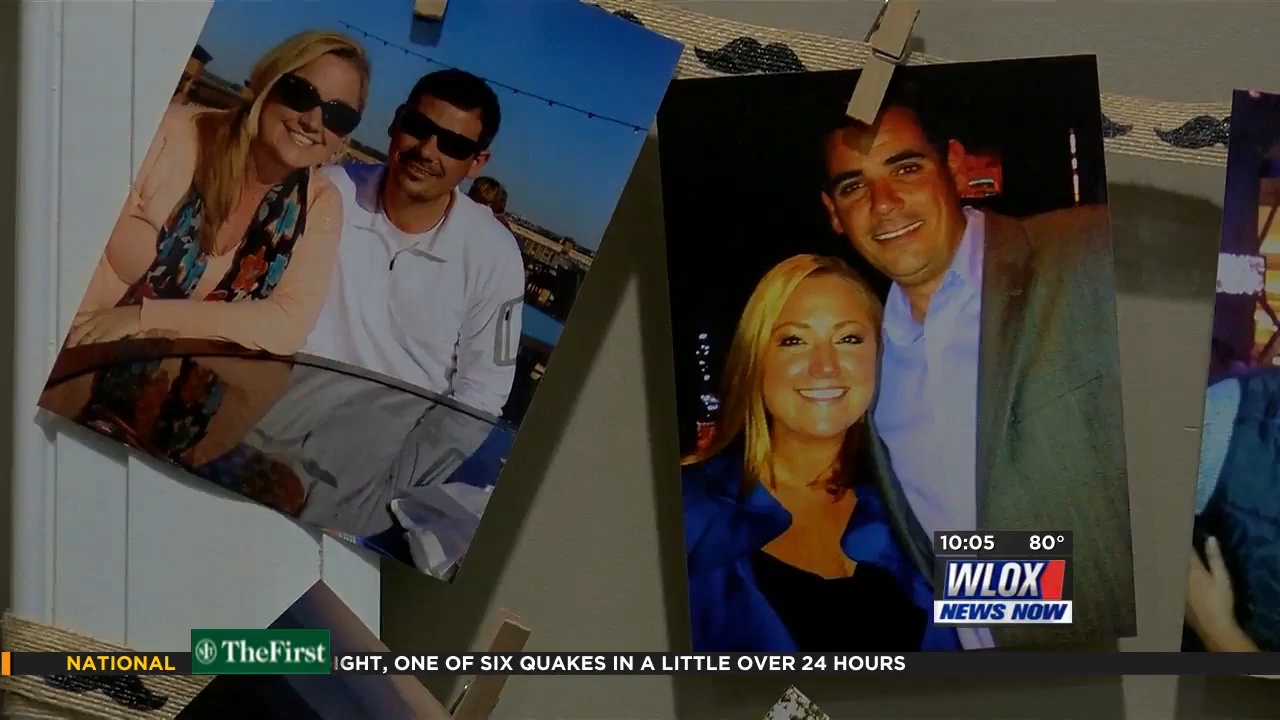 10:05 80°
WLOX
NEWS NOW
NATIONAL TheFirst IGHT, ONE OF SIX QUAKES IN A LITTLE OVER 24 HOURS